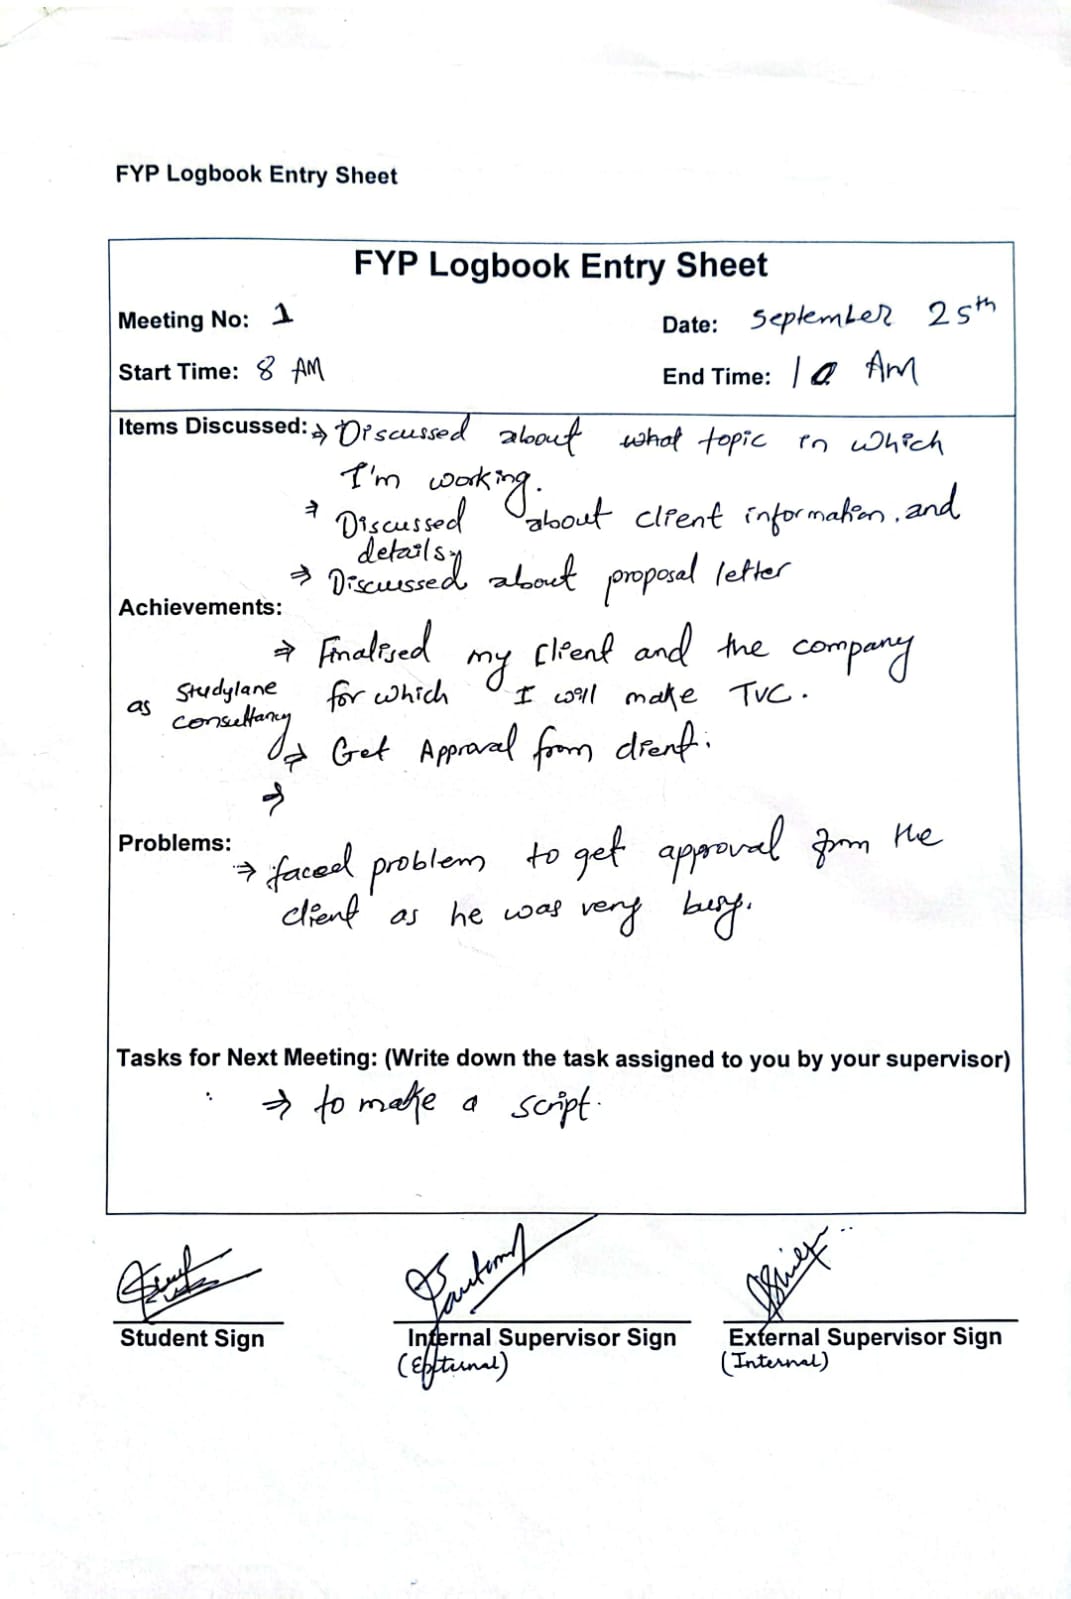 FYP Logbook Entry Sheet
FYP Logbook Entry Sheet
Meeting No: 1
Date: September 25th
Start Time: 8 AM
End Time: 10 AM
Items Discussed: ⇒ Discussed about what topic in which
I'm working.
⇒ Discussed about client information, and
details,
⇒ Discussed about proposal letter
Achievements:
⇒ Finalised my client and the company
as Studylane consultancy for which I will make TVC.
⇒ Get Approval from client.
⇒
Problems:
⇒ faced problem to get approval from the
client as he was very busy.
Tasks for Next Meeting: (Write down the task assigned to you by your supervisor)
⇒ to make a script.
Student Sign
Internal Supervisor Sign
External Supervisor Sign
(External)
(Internal)